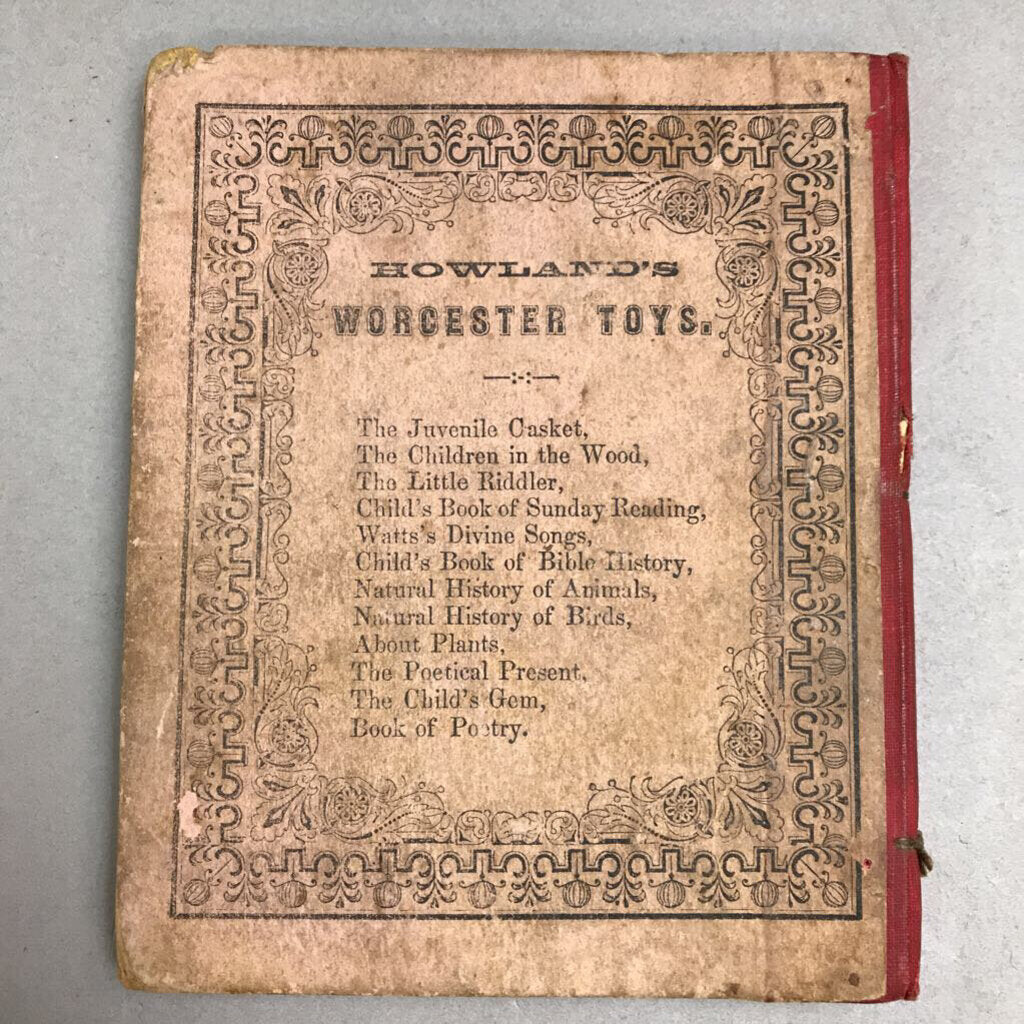 HOWLAND'S
WORCESTER TOYS.
The Juvenile Casket,
The Children in the Wood,
The Little Riddler,
Child's Book of Sunday Reading,
Watts's Divine Songs,
Child's Book of Bible History,
Natural History of Animals,
Natural History of Birds,
About Plants,
The Poetical Present,
The Child's Gem,
Book of Poetry.